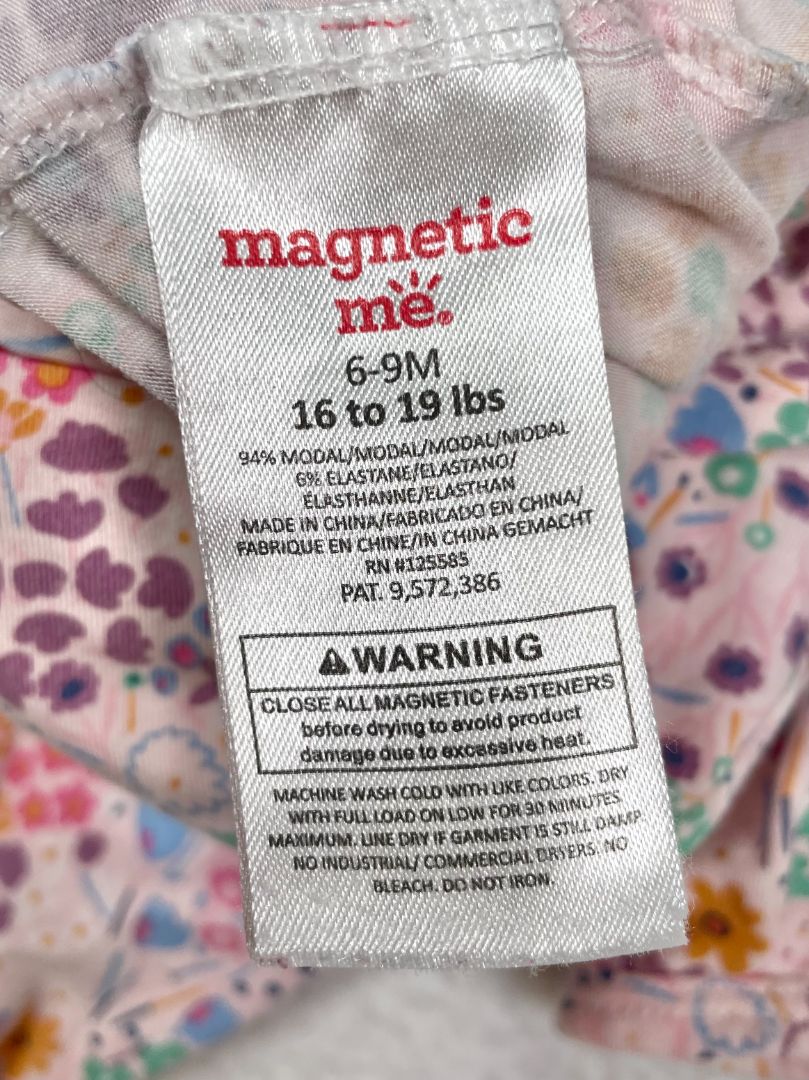 magnetic
me.
6-9M
16 to 19 lbs
94% MODAL/MODAL/MODAL/MODAL
6% ELASTANE/ELASTANO/
ÉLASTHANNE/ELASTHAN
MADE IN CHINA/FABRICADO EN CHINA/
FABRIQUE EN CHINE/IN CHINA GEMACHT
RN #125585
PAT. 9,572,386
⚠WARNING
CLOSE ALL MAGNETIC FASTENERS
before drying to avoid product
damage due to excessive heat.
MACHINE WASH COLD WITH LIKE COLORS. DRY
WITH FULL LOAD ON LOW FOR 30 MINUTES
MAXIMUM. LINE DRY IF GARMENT IS STILL DAMP
NO INDUSTRIAL/ COMMERCIAL DRYERS. NO
BLEACH. DO NOT IRON.